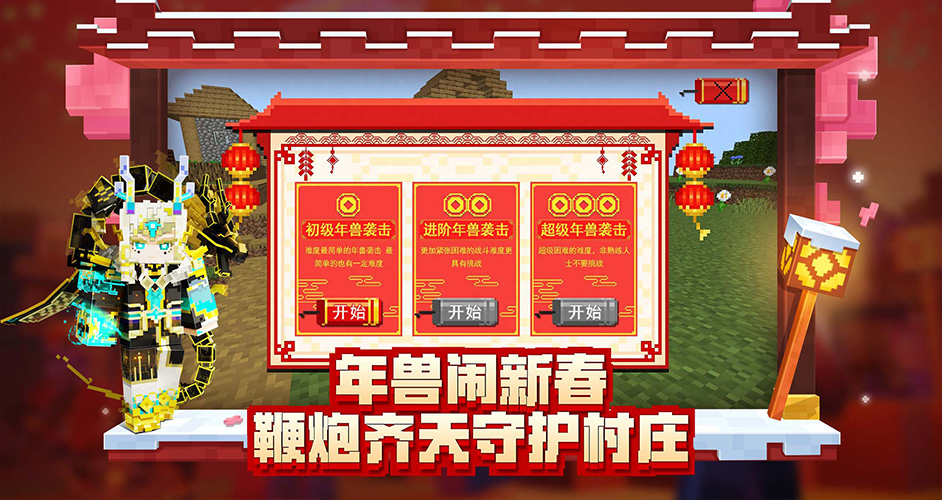 初级年兽袭击
难度最简单的年兽袭击 最
简单的也有一定难度
开始
进阶年兽袭击
更加紧张困难的战斗难度更
具有挑战
开始
超级年兽袭击
超级困难的难度，非熟练人
士不要挑战
开始
年兽闹新春
鞭炮齐天守护村庄